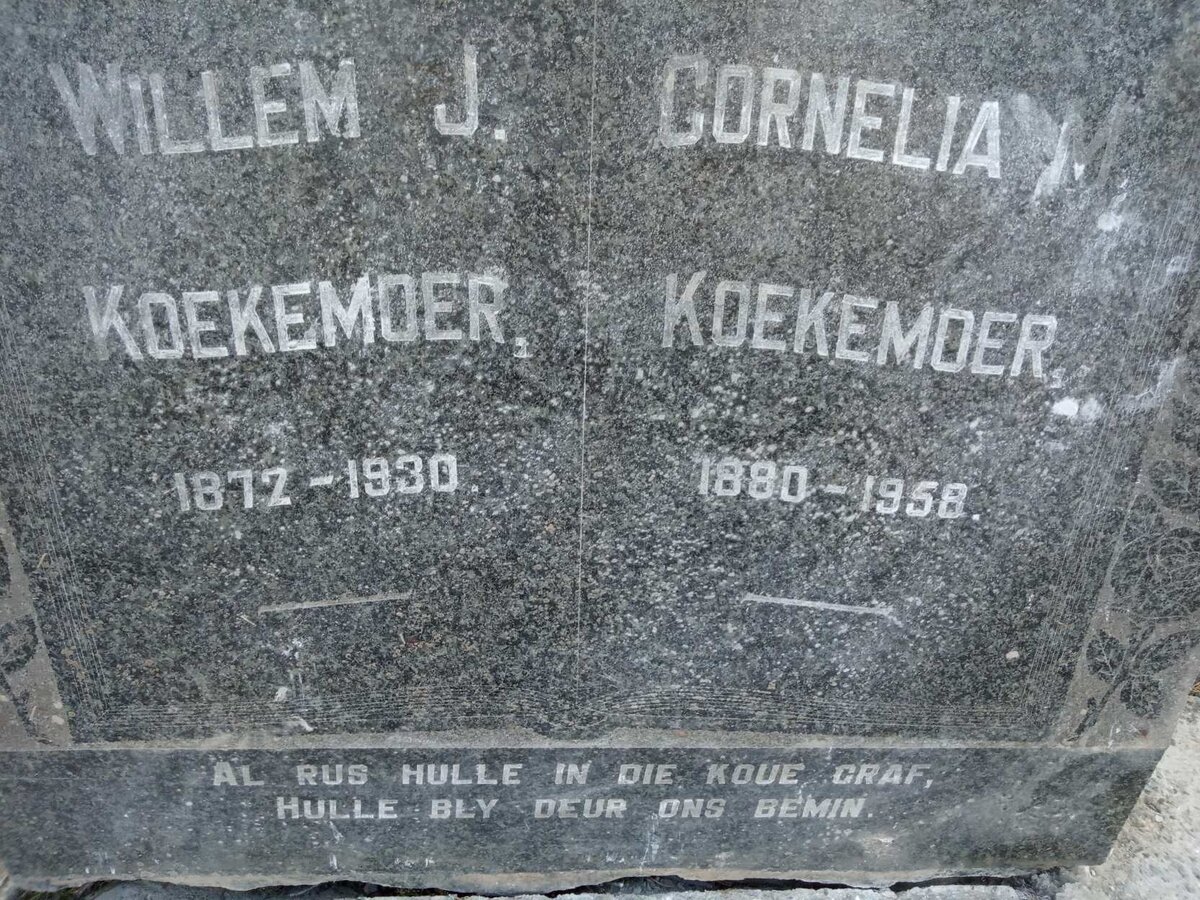 WILLEM J.
KOEKEMOER,
1872-1930.
CORNELIA M
KOEKEMOER,
1880-1958.
AL RUS HULLE IN DIE KOUE GRAF,
HULLE BLY DEUR ONS BEMIN.